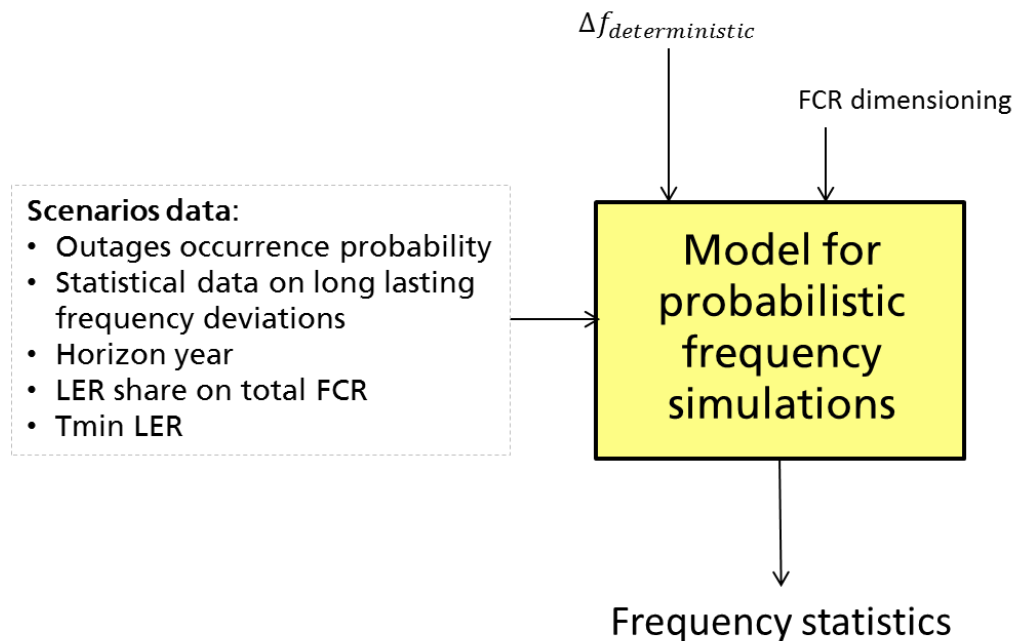 Δf_deterministic
FCR dimensioning
Scenarios data:
• Outages occurrence probability
• Statistical data on long lasting
frequency deviations
• Horizon year
• LER share on total FCR
• Tmin LER
Model for
probabilistic
frequency
simulations
Frequency statistics